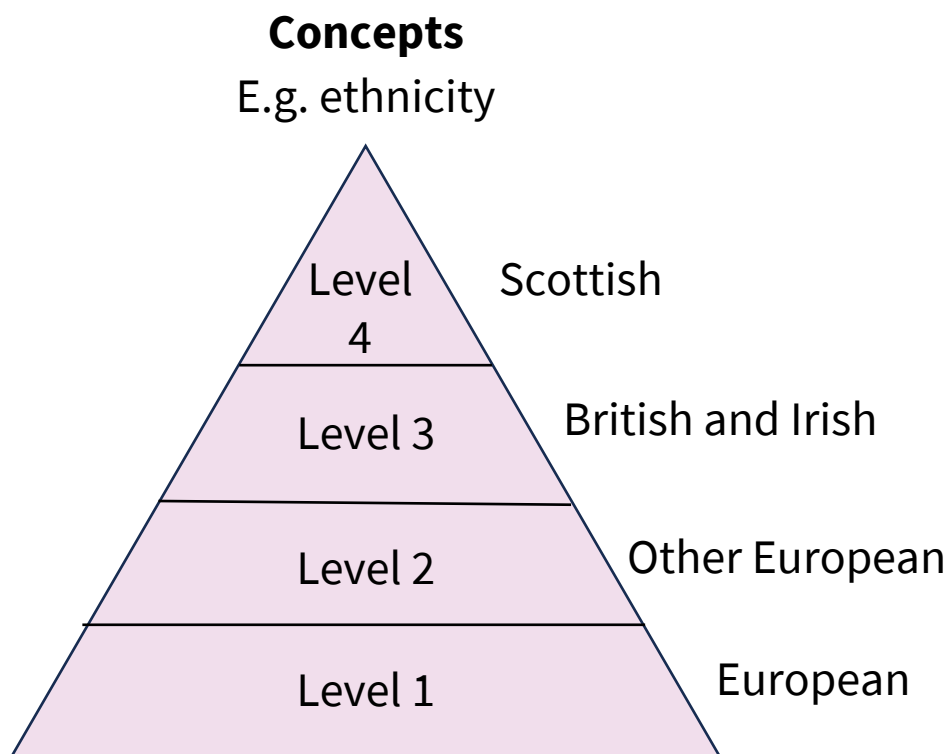 Concepts
E.g. ethnicity
Level
4
Scottish
Level 3
British and Irish
Level 2
Other European
Level 1
European